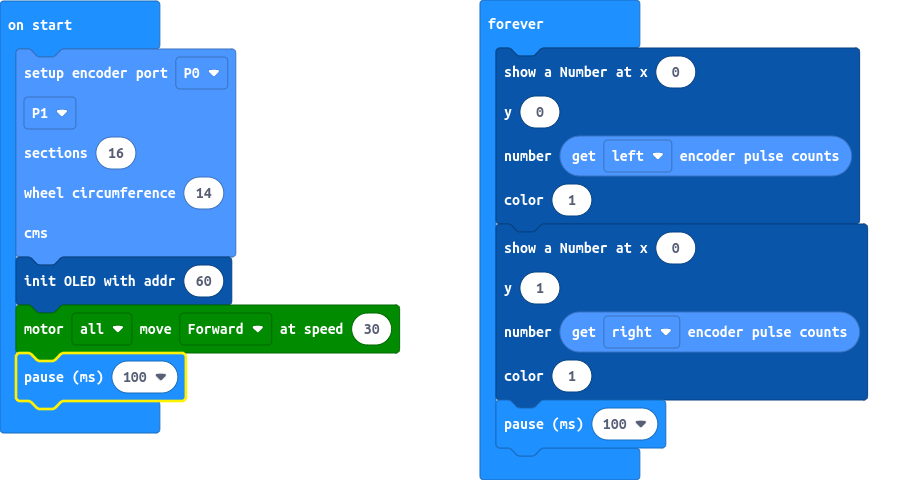 on start
setup encoder port P0
P1
sections 16
wheel circumference 14
cms
init OLED with addr 60
motor all move Forward at speed 30
pause (ms) 100
forever
show a Number at x 0
y 0
number get left encoder pulse counts
color 1
show a Number at x 0
y 1
number get right encoder pulse counts
color 1
pause (ms) 100